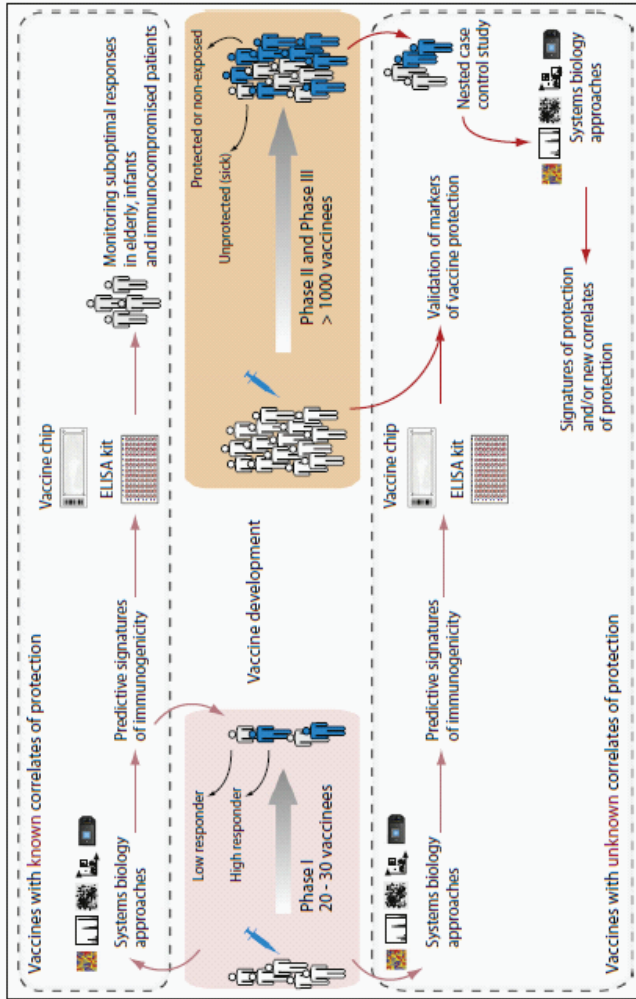 Vaccines with known correlates of protection
Systems biology
approaches
Predictive signatures
of immunogenicity
Vaccine chip
ELISA kit
Monitoring suboptimal responses
in elderly, infants
and immunocompromised patients
Low responder
High responder
Phase I
20 - 30 vaccinees
Vaccine development
Protected or non-exposed
Unprotected (sick)
Phase II and Phase III
> 1000 vaccinees
Systems biology
approaches
Predictive signatures
of immunogenicity
Vaccine chip
ELISA kit
Validation of markers
of vaccine protection
Nested case
control study
Systems biology
approaches
Signatures of protection
and/or new correlates
of protection
Vaccines with unknown correlates of protection